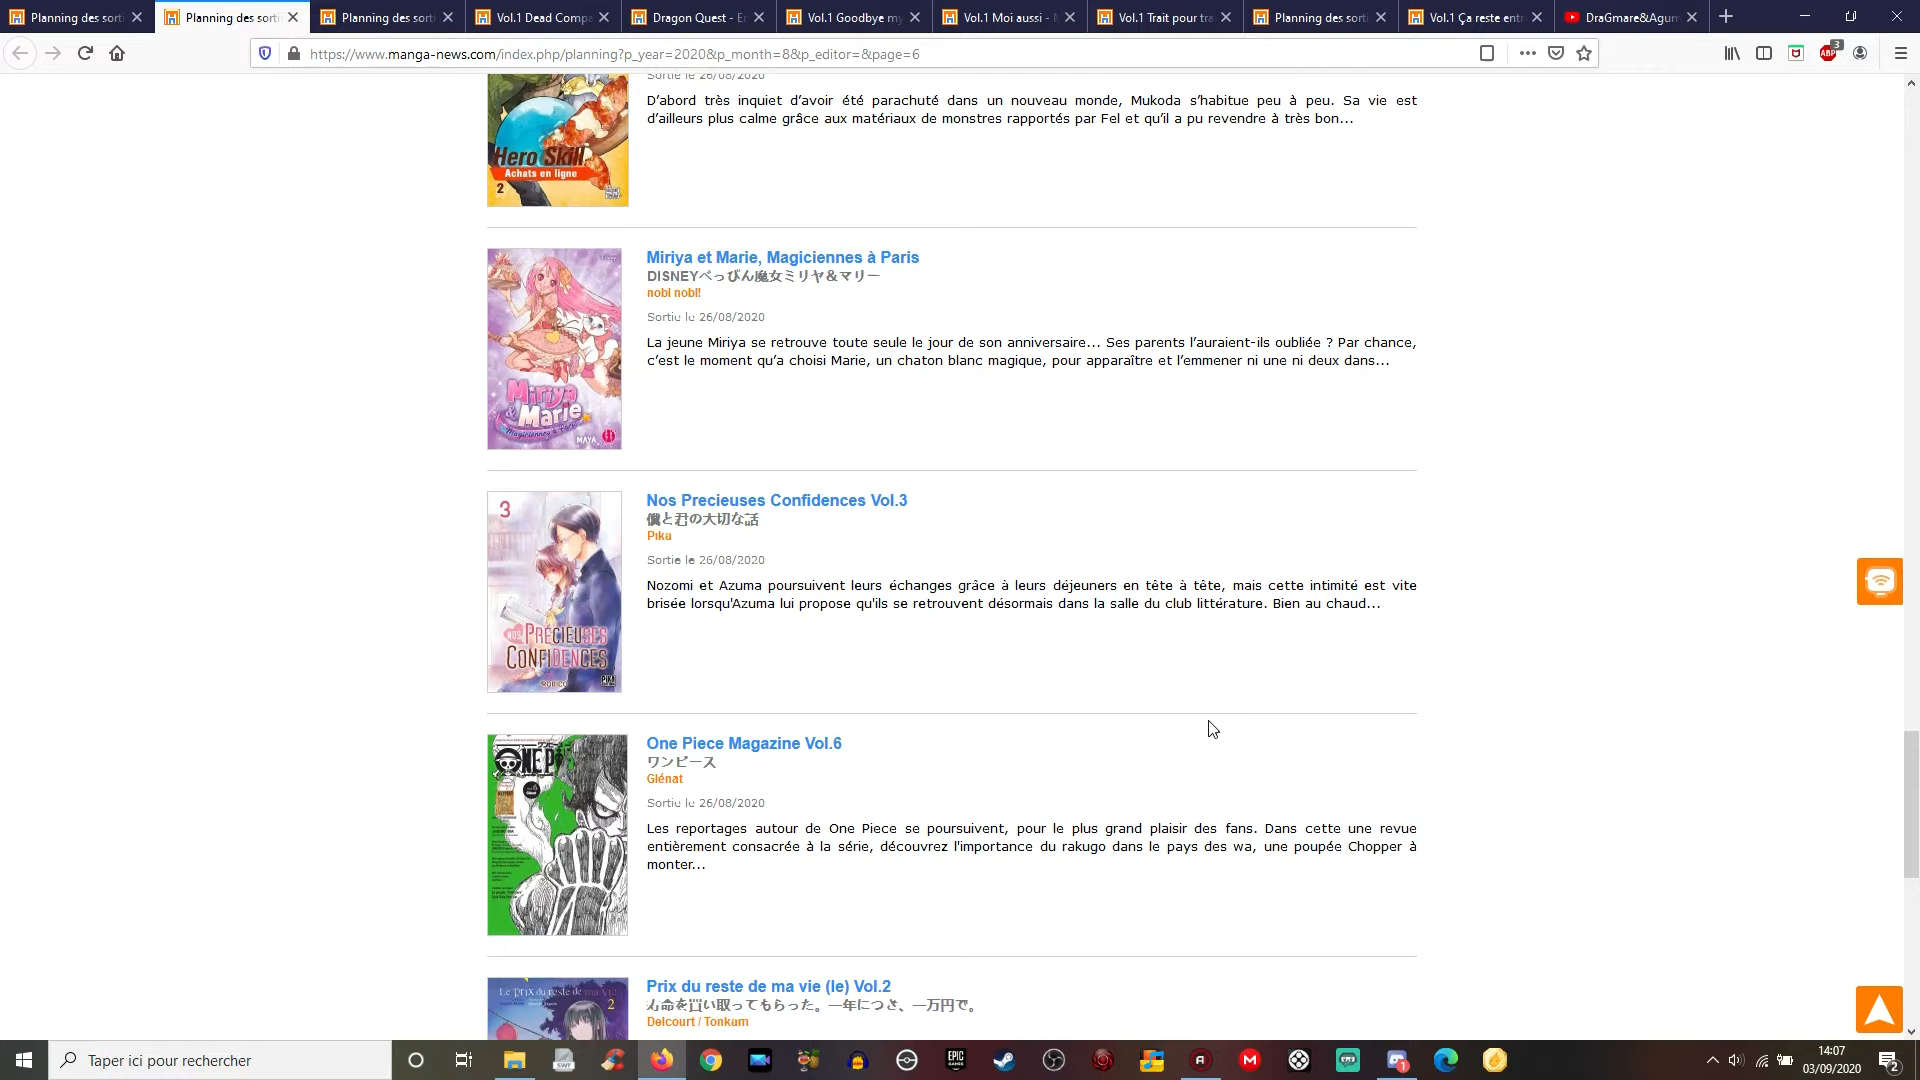 Planning des sorti
Planning des sorti
Planning des sorti
Vol.1 Dead Compa
Dragon Quest - E
Vol.1 Goodbye my
Vol.1 Moi aussi -
Vol.1 Trait pour tra
Planning des sorti
Vol.1 Ça reste entr
DraGmare&Agum
https://www.manga-news.com/index.php/planning?p_year=2020&p_month=8&p_editor=&page=6
ABP
3
Sortie le 26/08/2020
D'abord très inquiet d'avoir été parachuté dans un nouveau monde, Mukoda s'habitue peu à peu. Sa vie est
d'ailleurs plus calme grâce aux matériaux de monstres rapportés par Fel et qu'il a pu revendre à très bon...
Hero Skill
Achats en ligne
2
Miriya et Marie, Magiciennes à Paris
DISNEYべっぴん魔女ミリヤ＆マリー
nobi nobi!
Sortie le 26/08/2020
La jeune Miriya se retrouve toute seule le jour de son anniversaire... Ses parents l'auraient-ils oubliée ? Par chance,
c'est le moment qu'a choisi Marie, un chaton blanc magique, pour apparaître et l'emmener ni une ni deux dans...
Miriya
& Marie
Magiciennes à Paris
MAYA
Nos Precieuses Confidences Vol.3
僕と君の大切な話
Pika
Sortie le 26/08/2020
Nozomi et Azuma poursuivent leurs échanges grâce à leurs déjeuners en tête à tête, mais cette intimité est vite
brisée lorsqu'Azuma lui propose qu'ils se retrouvent désormais dans la salle du club littérature. Bien au chaud...
3
NOS PRÉCIEUSES
CONFIDENCES
ROBICO
PIKA
One Piece Magazine Vol.6
ワンピース
Glénat
Sortie le 26/08/2020
Les reportages autour de One Piece se poursuivent, pour le plus grand plaisir des fans. Dans cette une revue
entièrement consacrée à la série, découvrez l'importance du rakugo dans le pays des wa, une poupée Chopper à
monter...
Prix du reste de ma vie (le) Vol.2
寿命を買い取ってもらった。一年につき、一万円で。
Delcourt / Tonkam
Le Prix du reste de ma vie
2
Taper ici pour rechercher
SWF
EPIC
GAMES
1
14:07
03/09/2020
2